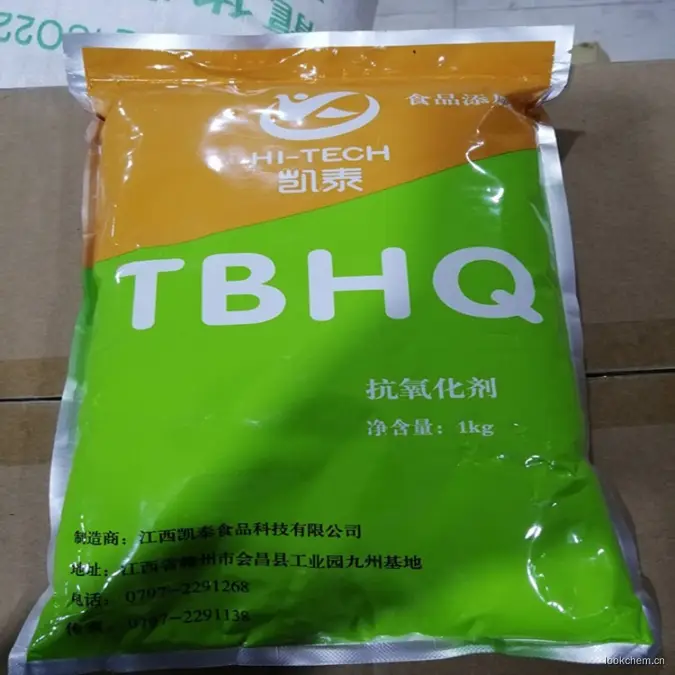 食品添加
HI-TECH
凯泰
TBHQ
抗氧化剂
净含量: 1kg
制造商: 江西凯泰食品科技有限公司
地址: 江西省赣州市会昌县工业园九州基地
电话: 0797-2291268
传真: 0797-2291138
lookchem.cn